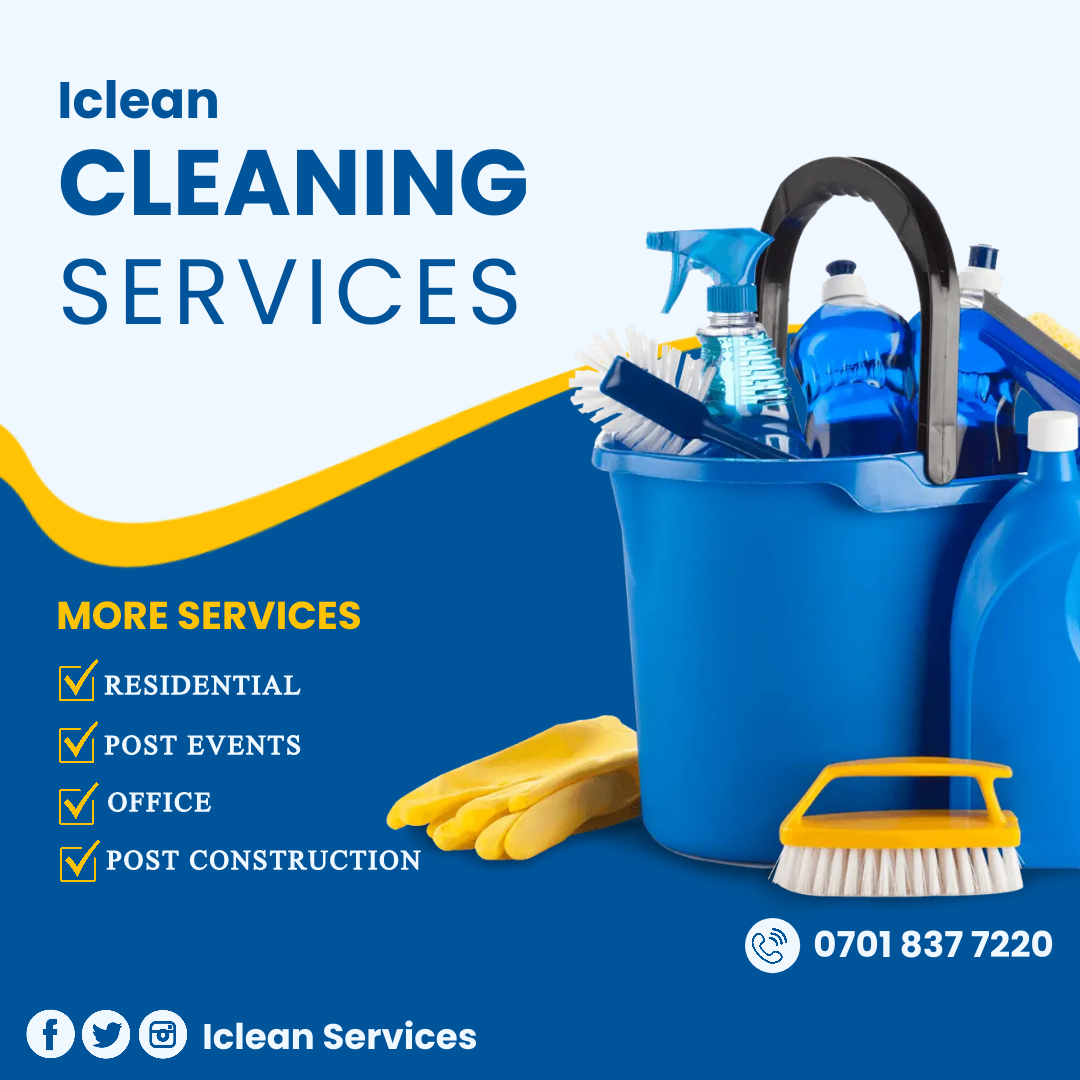 Iclean
CLEANING
SERVICES
MORE SERVICES
RESIDENTIAL
POST EVENTS
OFFICE
POST CONSTRUCTION
0701 837 7220
Iclean Services